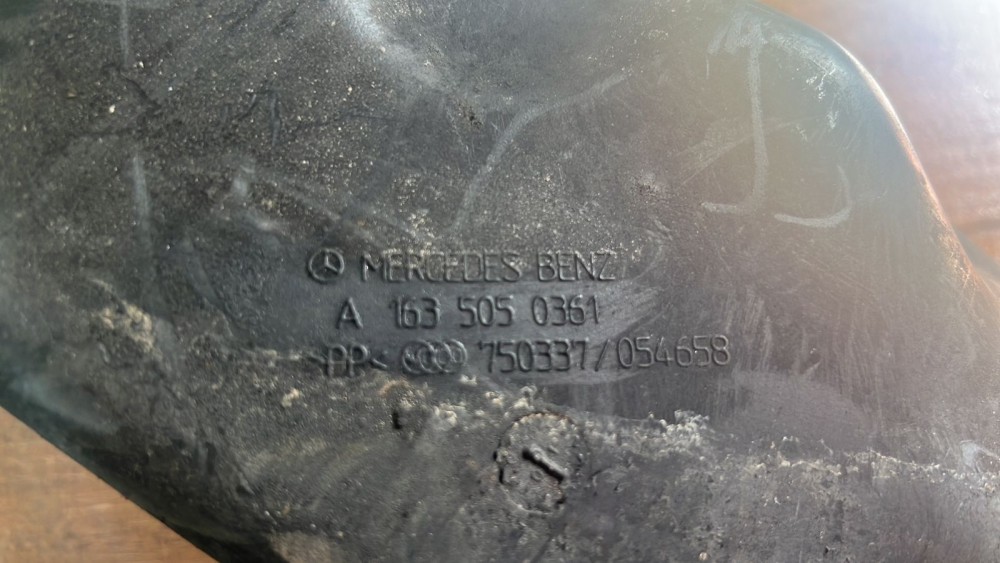 MERCEDES BENZ
A 163 505 0361
>PP< 750337/054658